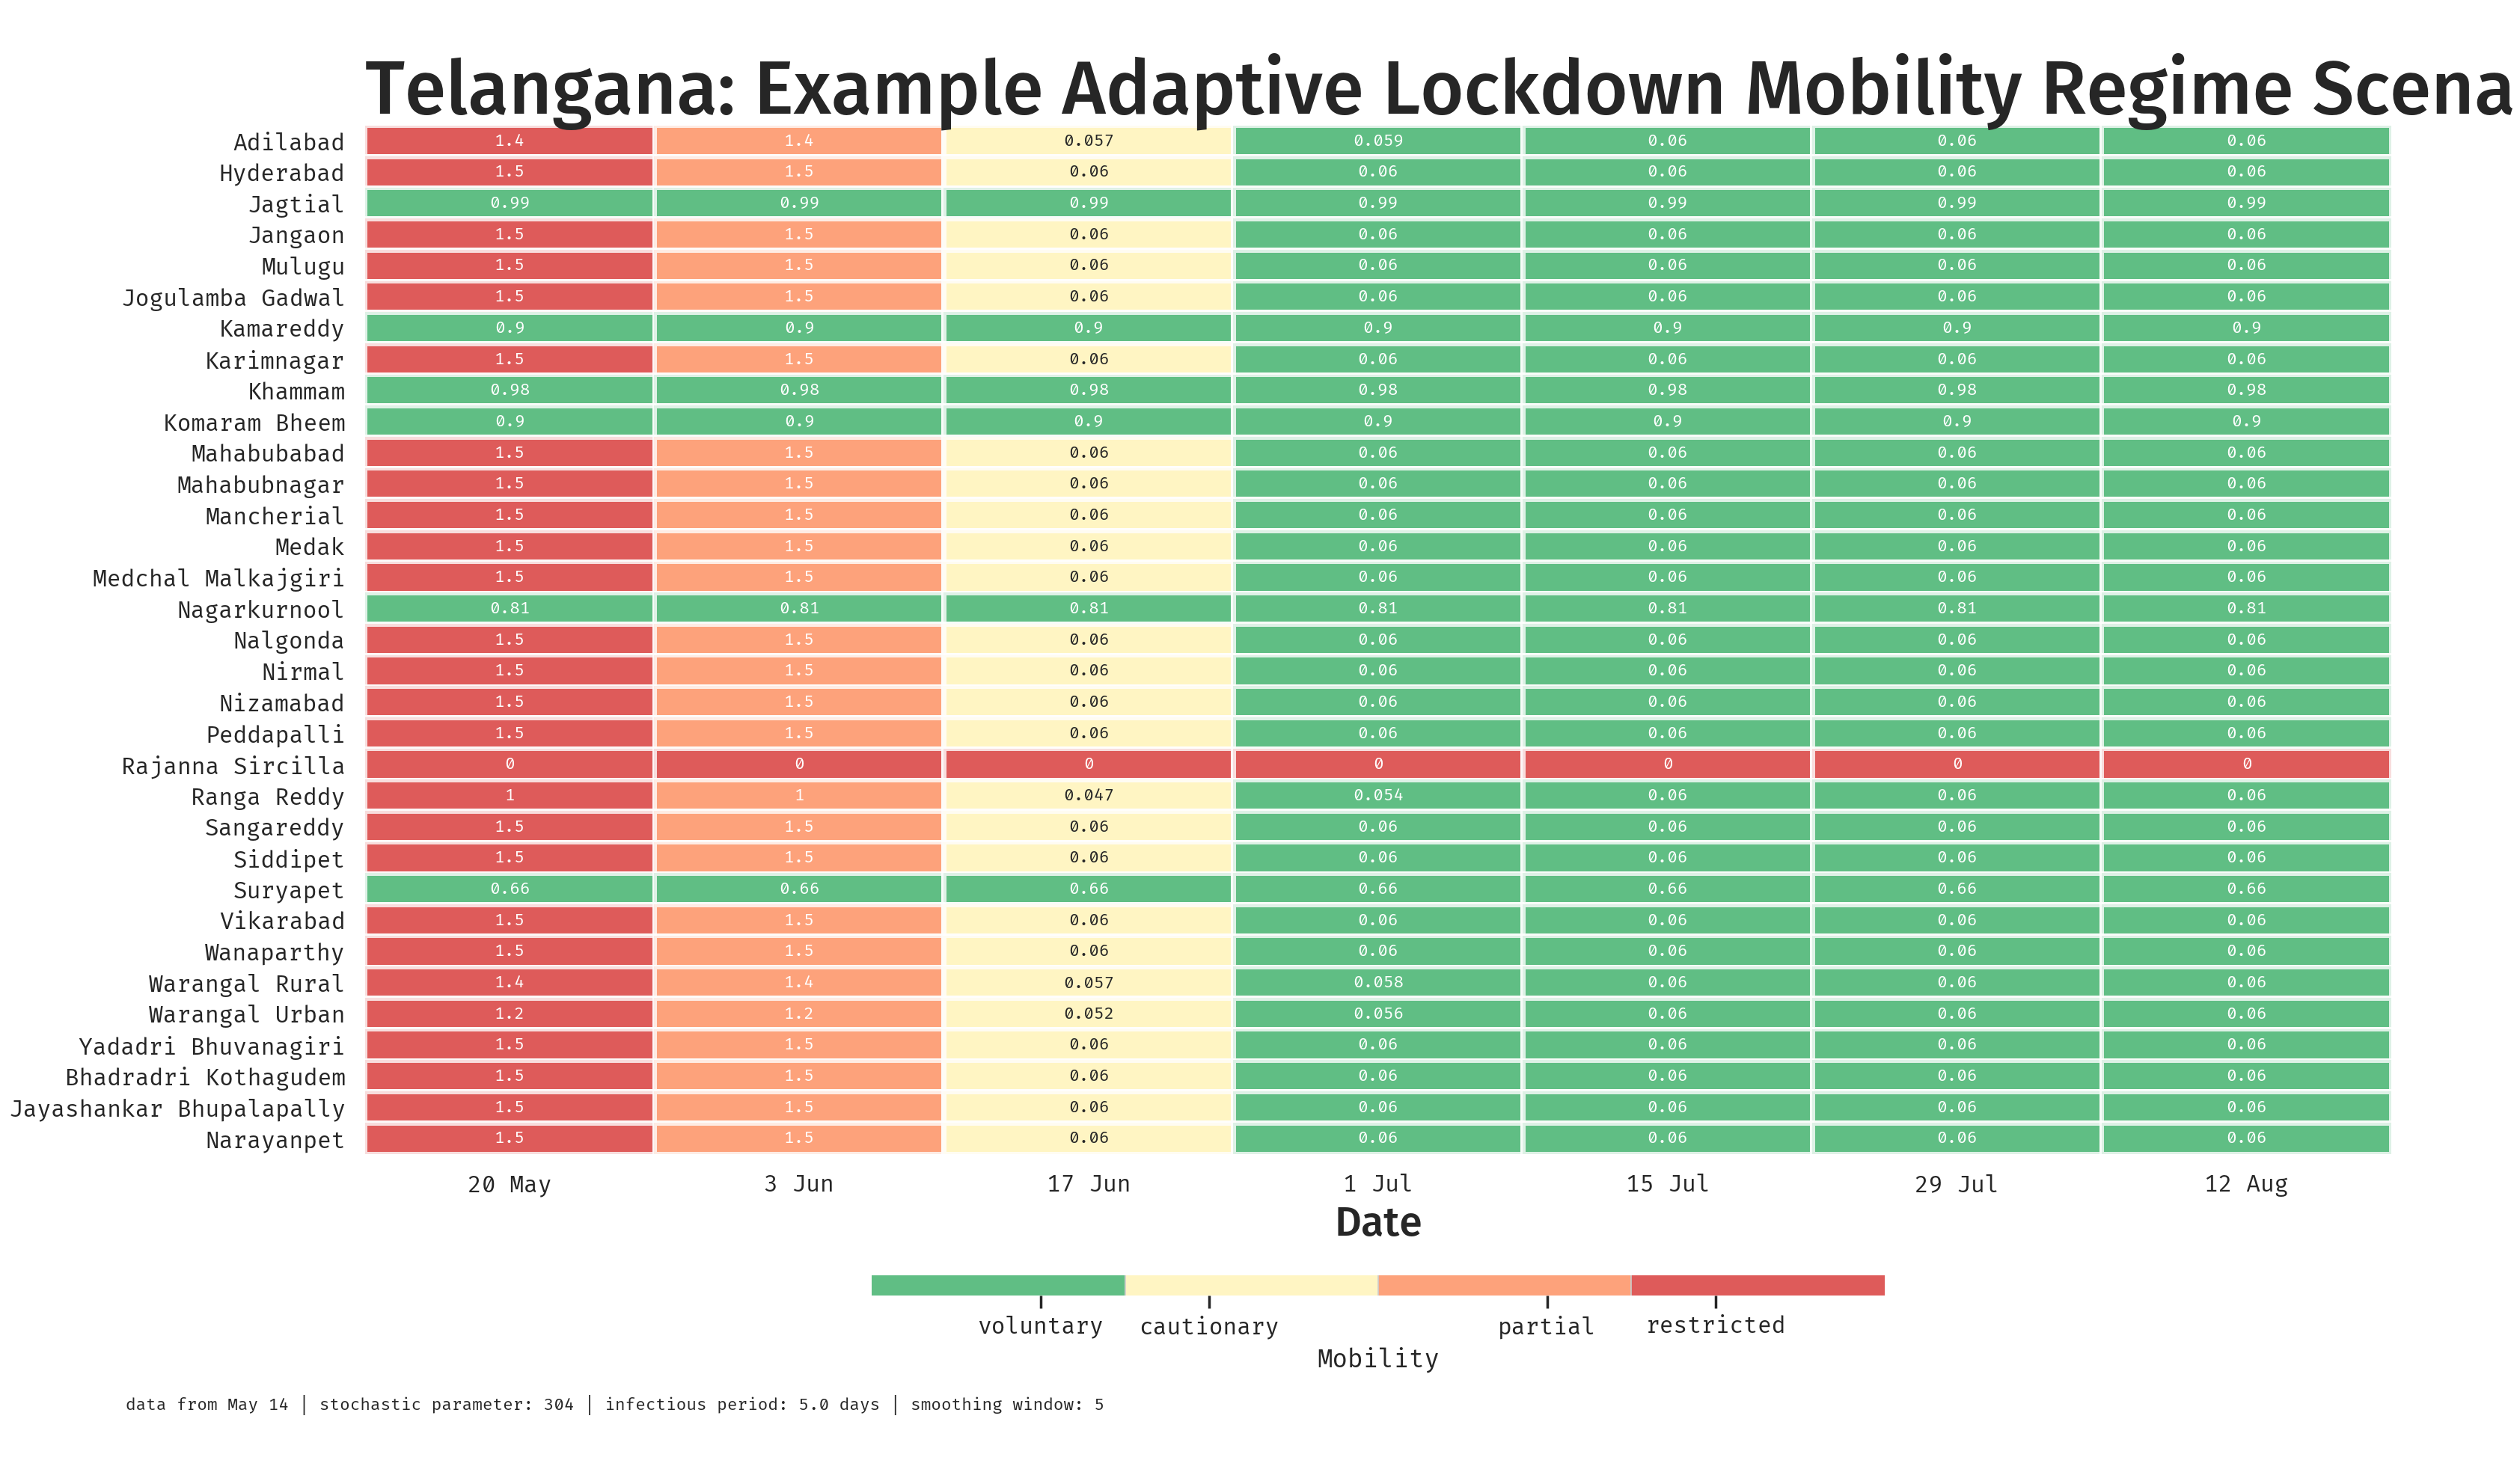 Telangana: Example Adaptive Lockdown Mobility Regime Scena
Adilabad 1.4 1.4 0.057 0.059 0.06 0.06 0.06
Hyderabad 1.5 1.5 0.06 0.06 0.06 0.06 0.06
Jagtial 0.99 0.99 0.99 0.99 0.99 0.99 0.99
Jangaon 1.5 1.5 0.06 0.06 0.06 0.06 0.06
Mulugu 1.5 1.5 0.06 0.06 0.06 0.06 0.06
Jogulamba Gadwal 1.5 1.5 0.06 0.06 0.06 0.06 0.06
Kamareddy 0.9 0.9 0.9 0.9 0.9 0.9 0.9
Karimnagar 1.5 1.5 0.06 0.06 0.06 0.06 0.06
Khammam 0.98 0.98 0.98 0.98 0.98 0.98 0.98
Komaram Bheem 0.9 0.9 0.9 0.9 0.9 0.9 0.9
Mahabubabad 1.5 1.5 0.06 0.06 0.06 0.06 0.06
Mahabubnagar 1.5 1.5 0.06 0.06 0.06 0.06 0.06
Mancherial 1.5 1.5 0.06 0.06 0.06 0.06 0.06
Medak 1.5 1.5 0.06 0.06 0.06 0.06 0.06
Medchal Malkajgiri 1.5 1.5 0.06 0.06 0.06 0.06 0.06
Nagarkurnool 0.81 0.81 0.81 0.81 0.81 0.81 0.81
Nalgonda 1.5 1.5 0.06 0.06 0.06 0.06 0.06
Nirmal 1.5 1.5 0.06 0.06 0.06 0.06 0.06
Nizamabad 1.5 1.5 0.06 0.06 0.06 0.06 0.06
Peddapalli 1.5 1.5 0.06 0.06 0.06 0.06 0.06
Rajanna Sircilla 0 0 0 0 0 0 0
Ranga Reddy 1 1 0.047 0.054 0.06 0.06 0.06
Sangareddy 1.5 1.5 0.06 0.06 0.06 0.06 0.06
Siddipet 1.5 1.5 0.06 0.06 0.06 0.06 0.06
Suryapet 0.66 0.66 0.66 0.66 0.66 0.66 0.66
Vikarabad 1.5 1.5 0.06 0.06 0.06 0.06 0.06
Wanaparthy 1.5 1.5 0.06 0.06 0.06 0.06 0.06
Warangal Rural 1.4 1.4 0.057 0.058 0.06 0.06 0.06
Warangal Urban 1.2 1.2 0.052 0.056 0.06 0.06 0.06
Yadadri Bhuvanagiri 1.5 1.5 0.06 0.06 0.06 0.06 0.06
Bhadradri Kothagudem 1.5 1.5 0.06 0.06 0.06 0.06 0.06
Jayashankar Bhupalapally 1.5 1.5 0.06 0.06 0.06 0.06 0.06
Narayanpet 1.5 1.5 0.06 0.06 0.06 0.06 0.06
20 May 3 Jun 17 Jun 1 Jul 15 Jul 29 Jul 12 Aug
Date
voluntary cautionary partial restricted
Mobility
data from May 14 | stochastic parameter: 304 | infectious period: 5.0 days | smoothing window: 5